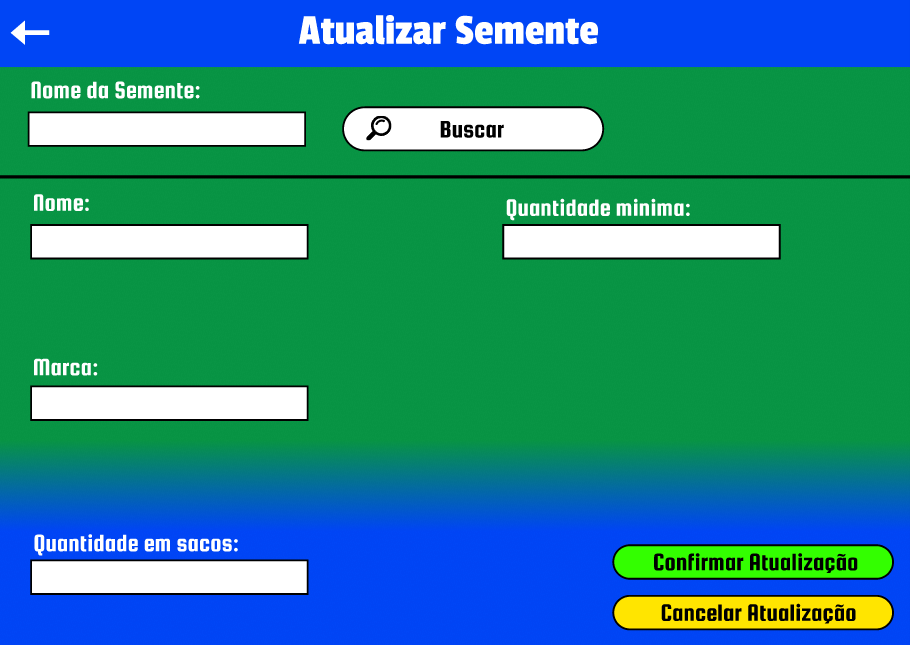 Atualizar Semente
Nome da Semente:
Buscar
Nome:
Quantidade minima:
Marca:
Quantidade em sacos:
Confirmar Atualização
Cancelar Atualização